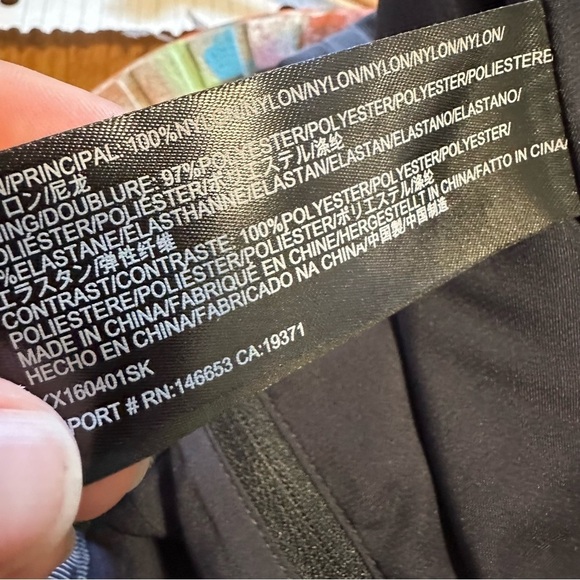 /PRINCIPAL: 100%NYLON/NYLON/NYLON/NYLON/NYLON/NYLON/
ロン/尼龙
ING/DOUBLURE: 97%POLYESTER/POLYESTER/POLYESTER/POLIESTERE
POLIÉSTER/POLIÉSTER/ポリエステル/涤纶
%ELASTANE/ELASTHANNE/ELASTAN/ELASTAN/ELASTANO/ELASTANO/
エラスタン/弹性纤维
CONTRAST/CONTRASTE: 100%POLYESTER/POLYESTER/POLYESTER/
POLIESTERE/POLIÉSTER/POLIÉSTER/ポリエステル/涤纶
MADE IN CHINA/FABRIQUÉ EN CHINE/HERGESTELLT IN CHINA/FATTO IN CINA/
HECHO EN CHINA/FABRICADO NA CHINA/中国製/中国制造
X160401SK
PORT # RN:146653 CA:19371